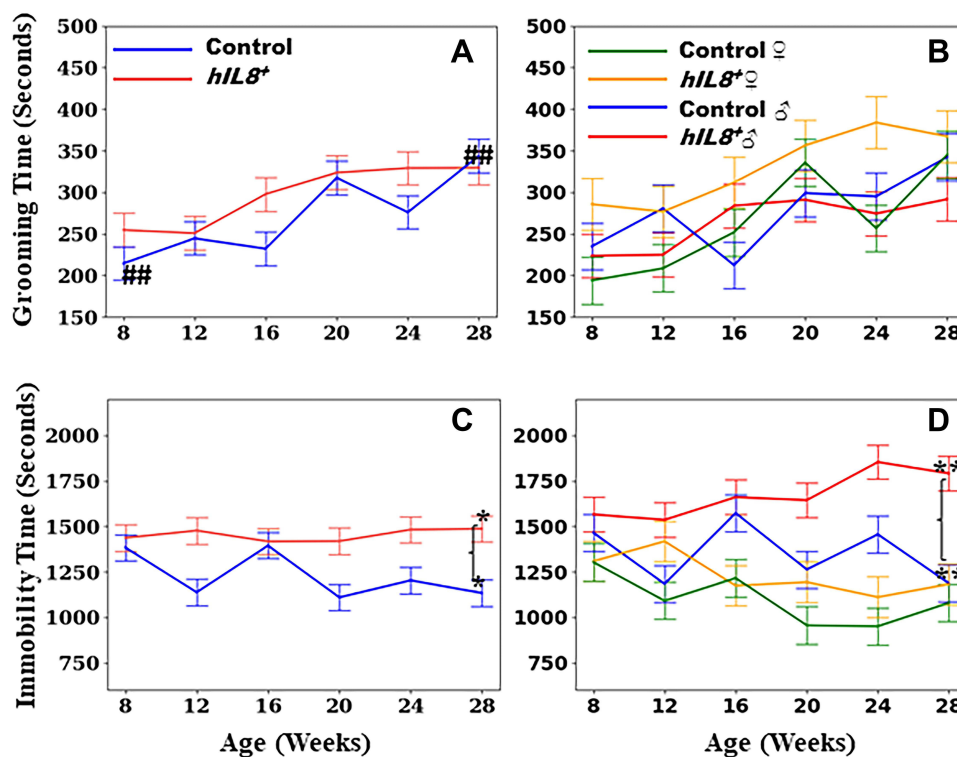 Grooming Time (Seconds)
500
450
400
350
300
250
200
150
Control
hIL8+
A
##
##
8 12 16 20 24 28
500
450
400
350
300
250
200
150
Control ♀
hIL8+♀
Control ♂
hIL8+♂
B
8 12 16 20 24 28
Immobility Time (Seconds)
2000
1750
1500
1250
1000
750
C
*
*
8 12 16 20 24 28
Age (Weeks)
2000
1750
1500
1250
1000
750
D
**
**
8 12 16 20 24 28
Age (Weeks)